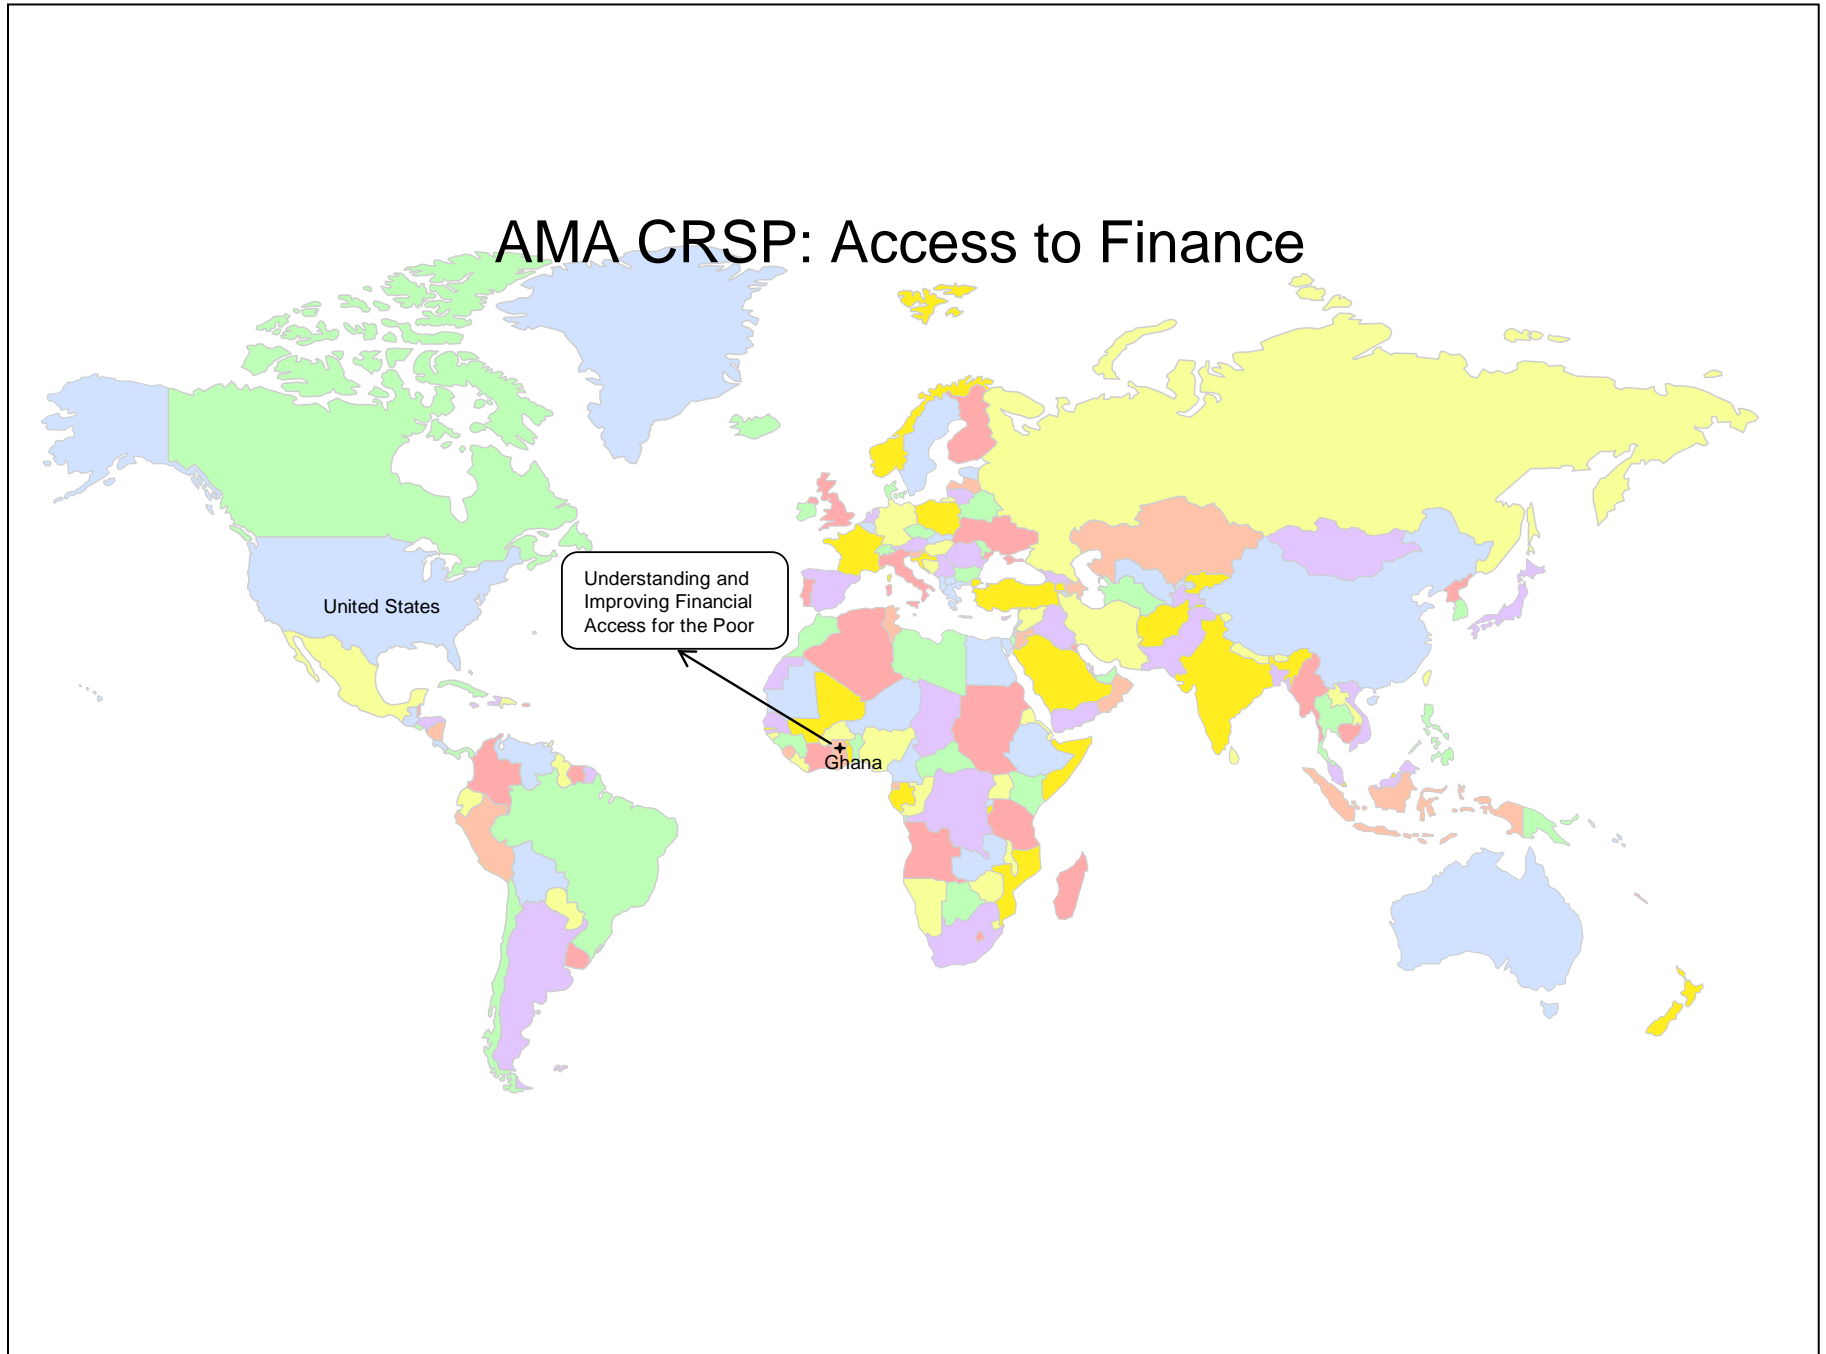 AMA CRSP: Access to Finance
Understanding and
Improving Financial
Access for the Poor
United States
Ghana